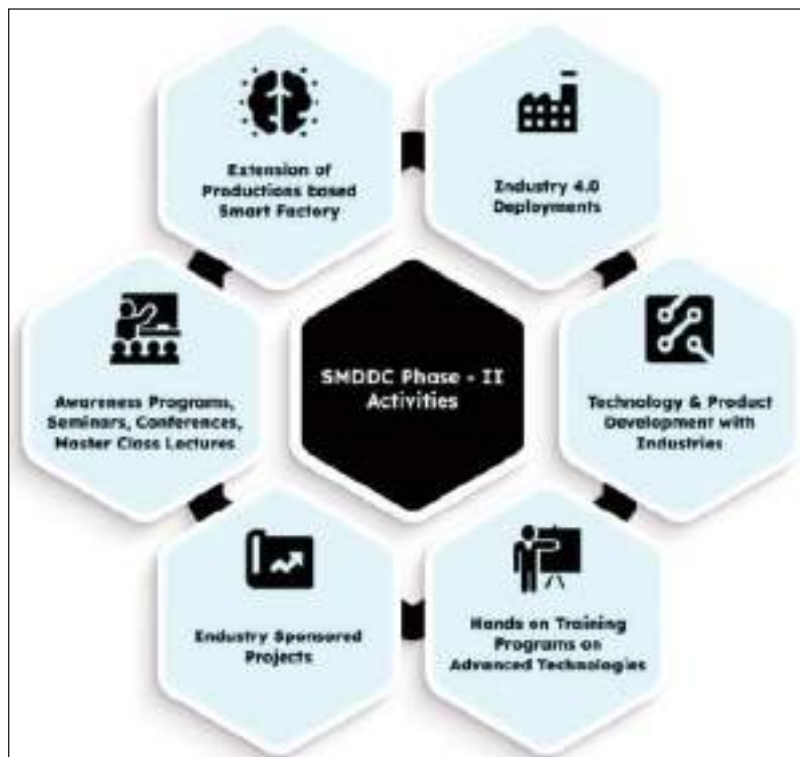 Extension of
Productions based
Smart Factory
Industry 4.0
Deployments
SMDDC Phase - II
Activities
Awareness Programs,
Seminars, Conferences,
Master Class Lectures
Technology & Product
Development with
Industries
Industry Sponsored
Projects
Hands on Training
Programs on
Advanced Technologies